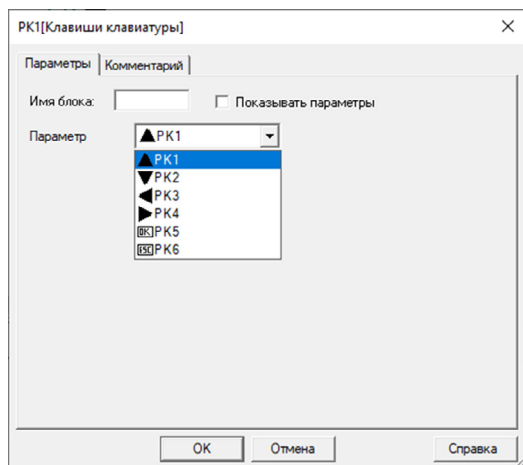 PK1[Клавиши клавиатуры]
Параметры Комментарий
Имя блока: Показывать параметры
Параметр ▲PK1
▲PK1
▼PK2
◀PK3
▶PK4
OK PK5
ESC PK6
OK Отмена Справка